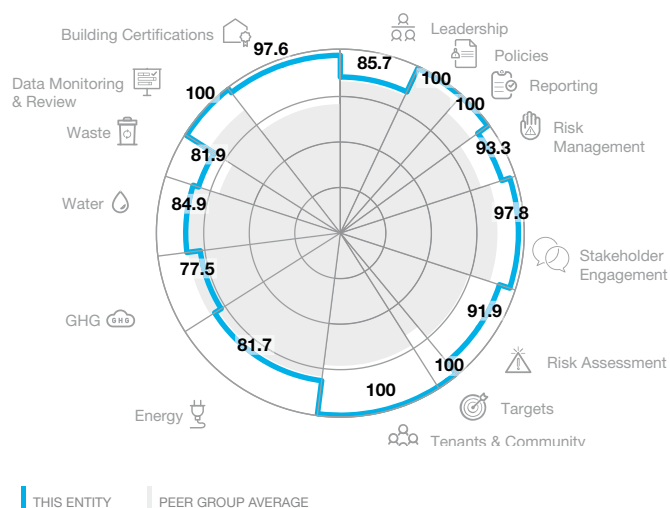 Building Certifications
97.6
85.7
Leadership
Policies
100
Reporting
100
Risk
Management
93.3
97.8
Stakeholder
Engagement
91.9
Risk Assessment
100
Targets
100
Tenants & Community
81.7
Energy
77.5
GHG
GHG
84.9
Water
81.9
Waste
100
Data Monitoring
& Review
THIS ENTITY
PEER GROUP AVERAGE